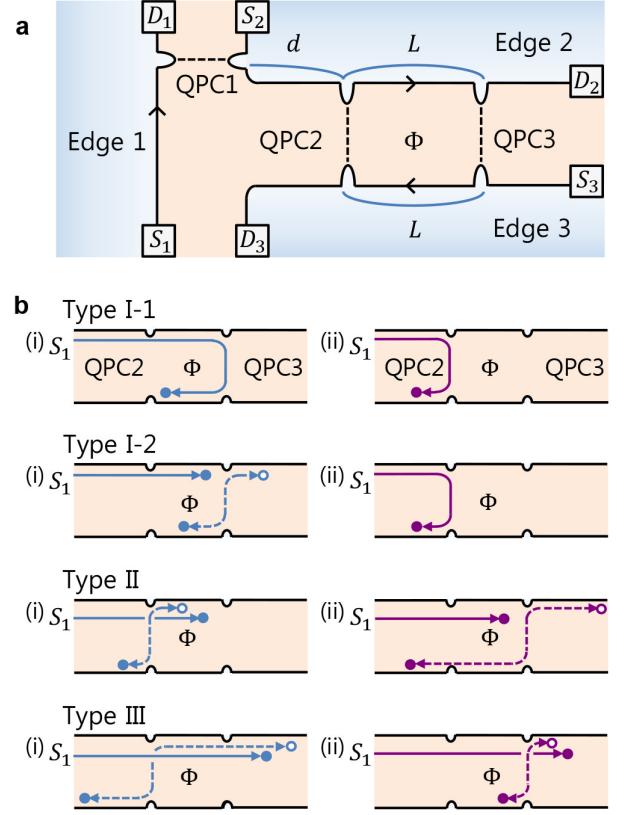 a
D₁ S₂
d L Edge 2
QPC1
D₂
Edge 1 QPC2 Φ QPC3
S₃
S₁ D₃ L Edge 3
b
Type I-1
(i) S₁ QPC2 Φ QPC3 (ii) S₁ QPC2 Φ QPC3
Type I-2
(i) S₁ Φ (ii) S₁ Φ
Type II
(i) S₁ Φ (ii) S₁ Φ
Type III
(i) S₁ Φ (ii) S₁ Φ